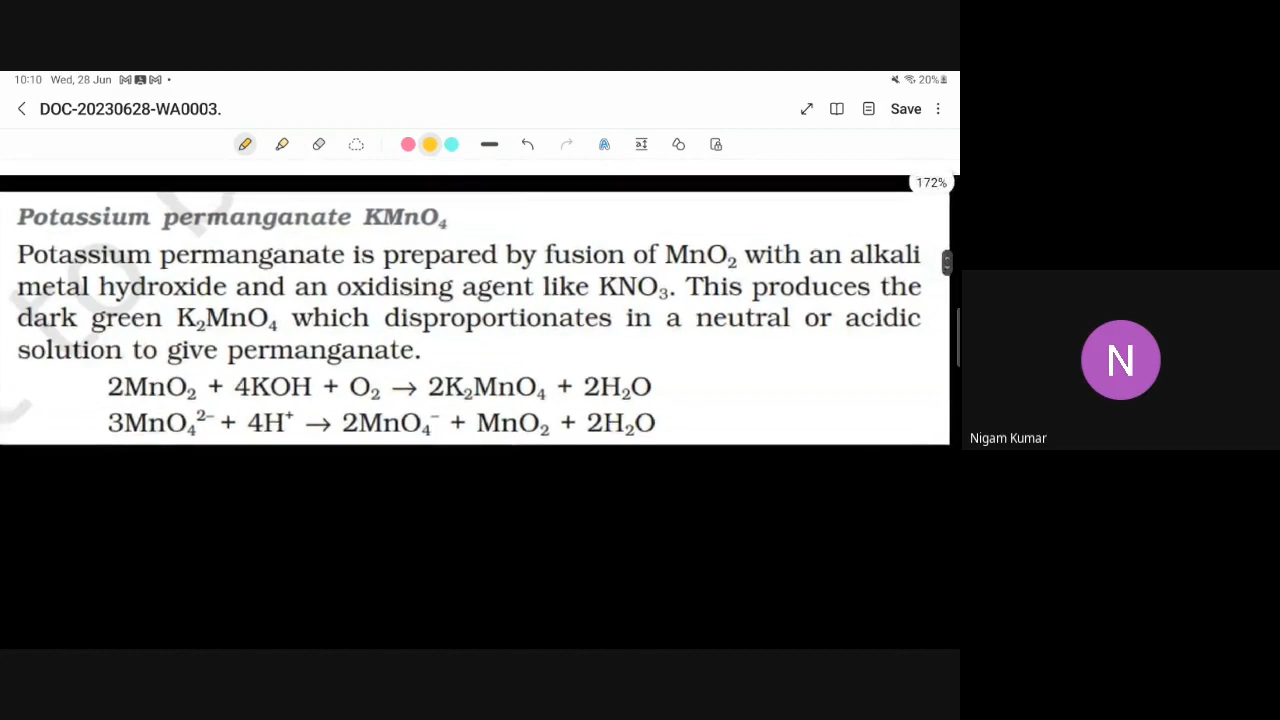 10:10 Wed, 28 Jun
20%
DOC-20230628-WA0003.
Save
172%
Potassium permanganate KMnO₄
Potassium permanganate is prepared by fusion of MnO₂ with an alkali
metal hydroxide and an oxidising agent like KNO₃. This produces the
dark green K₂MnO₄ which disproportionates in a neutral or acidic
solution to give permanganate.
2MnO₂ + 4KOH + O₂ → 2K₂MnO₄ + 2H₂O
3MnO₄²⁻ + 4H⁺ → 2MnO₄⁻ + MnO₂ + 2H₂O
N
Nigam Kumar